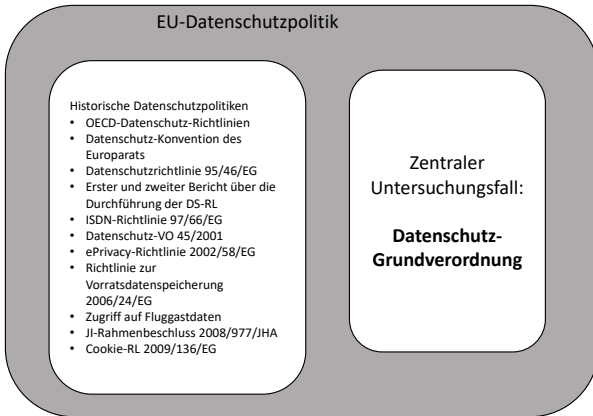 EU-Datenschutzpolitik
Historische Datenschutzpolitiken
• OECD-Datenschutz-Richtlinien
• Datenschutz-Konvention des
Europarats
• Datenschutzrichtlinie 95/46/EG
• Erster und zweiter Bericht über die
Durchführung der DS-RL
• ISDN-Richtlinie 97/66/EG
• Datenschutz-VO 45/2001
• ePrivacy-Richtlinie 2002/58/EG
• Richtlinie zur
Vorratsdatenspeicherung
2006/24/EG
• Zugriff auf Fluggastdaten
• JI-Rahmenbeschluss 2008/977/JHA
• Cookie-RL 2009/136/EG
Zentraler
Untersuchungsfall:
Datenschutz-
Grundverordnung